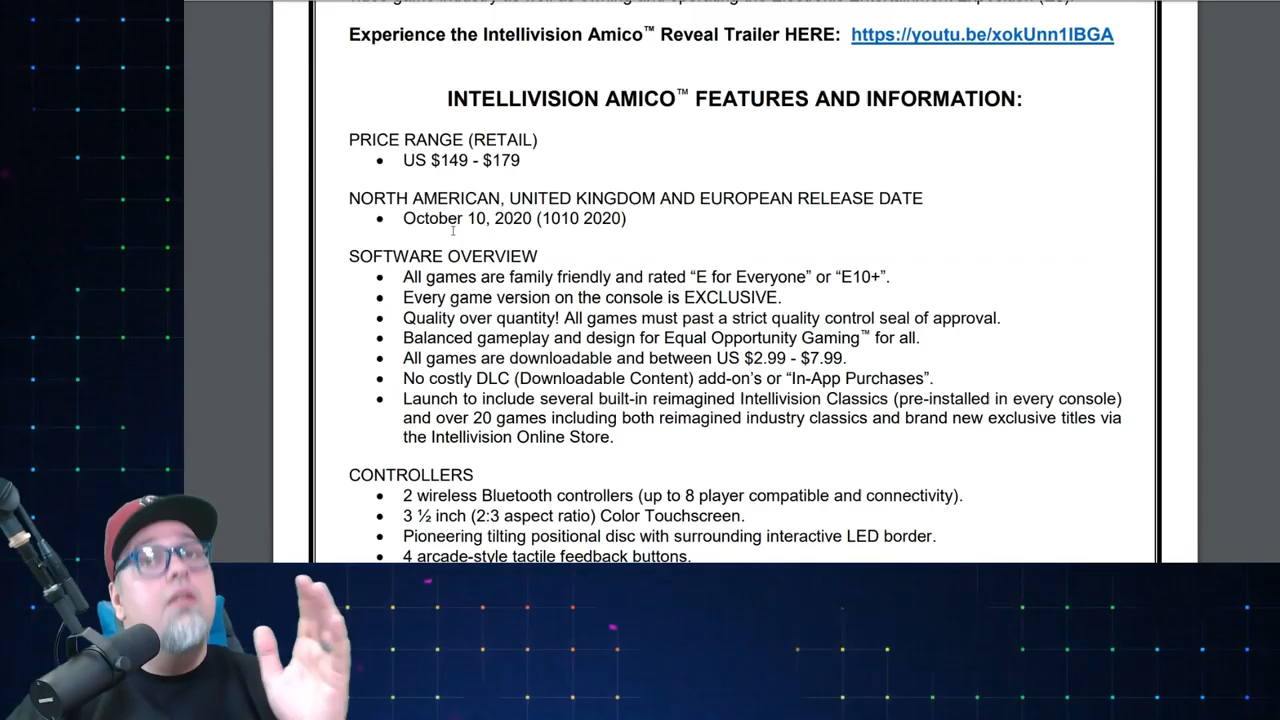 Experience the Intellivision Amico™ Reveal Trailer HERE: https://youtu.be/xokUnn1IBGA
INTELLIVISION AMICO™ FEATURES AND INFORMATION:
PRICE RANGE (RETAIL)
• US $149 - $179
NORTH AMERICAN, UNITED KINGDOM AND EUROPEAN RELEASE DATE
• October 10, 2020 (1010 2020)
SOFTWARE OVERVIEW
• All games are family friendly and rated “E for Everyone” or “E10+”.
• Every game version on the console is EXCLUSIVE.
• Quality over quantity! All games must past a strict quality control seal of approval.
• Balanced gameplay and design for Equal Opportunity Gaming™ for all.
• All games are downloadable and between US $2.99 - $7.99.
• No costly DLC (Downloadable Content) add-on’s or “In-App Purchases”.
• Launch to include several built-in reimagined Intellivision Classics (pre-installed in every console)
and over 20 games including both reimagined industry classics and brand new exclusive titles via
the Intellivision Online Store.
CONTROLLERS
• 2 wireless Bluetooth controllers (up to 8 player compatible and connectivity).
• 3 ½ inch (2:3 aspect ratio) Color Touchscreen.
• Pioneering tilting positional disc with surrounding interactive LED border.
• 4 arcade-style tactile feedback buttons.